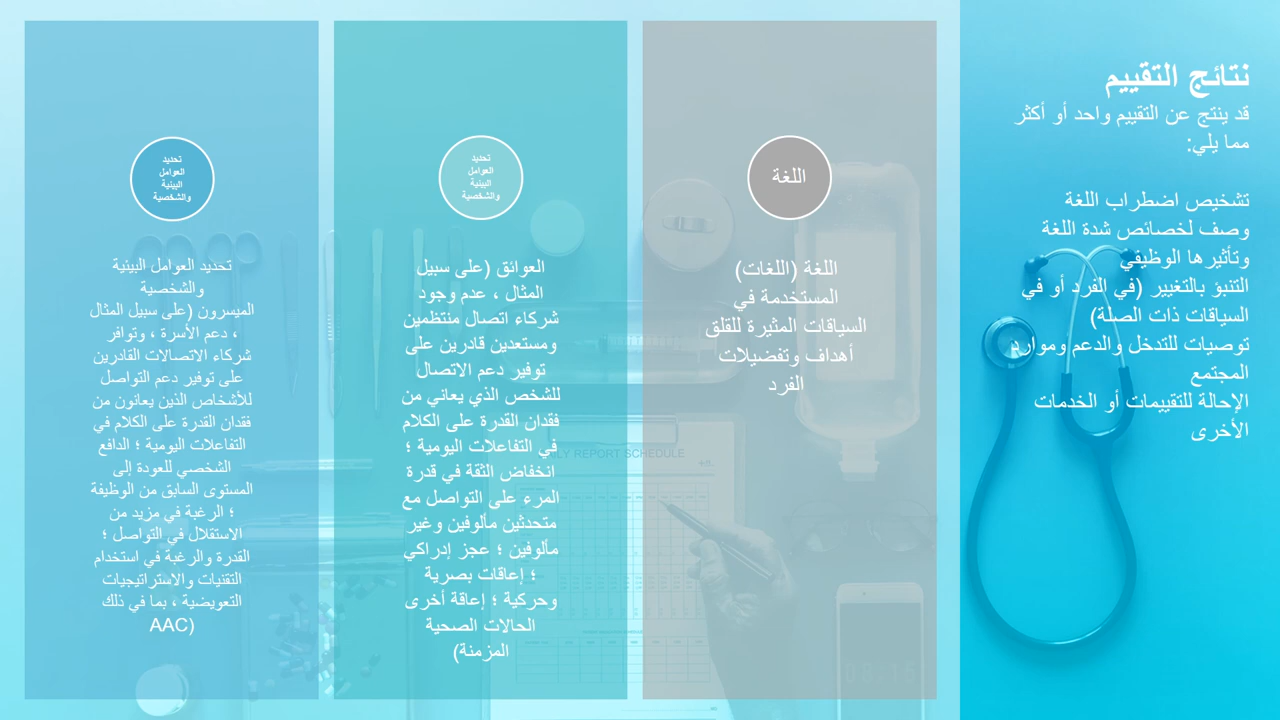 نتائج التقييم
قد ينتج عن التقييم واحد أو أكثر
مما يلي:
تشخيص اضطراب اللغة
وصف لخصائص شدة اللغة
وتأثيرها الوظيفي
التنبؤ بالتغيير (في الفرد أو في
السياقات ذات الصلة)
توصيات للتدخل والدعم وموارد
المجتمع
الإحالة للتقييمات أو الخدمات
الأخرى
اللغة
اللغة (اللغات)
المستخدمة في
السياقات المثيرة للقلق
أهداف وتفضيلات
الفرد
تحديد
العوامل
البيئية
والشخصية
العوائق (على سبيل
المثال ، عدم وجود
شركاء اتصال منتظمين
ومستعدين قادرين على
توفير دعم الاتصال
للشخص الذي يعاني من
فقدان القدرة على الكلام
في التفاعلات اليومية ؛
انخفاض الثقة في قدرة
المرء على التواصل مع
متحدثين مألوفين وغير
مألوفين ؛ عجز إدراكي
؛ إعاقات بصرية
وحركية ؛ إعاقة أخرى
الحالات الصحية
المزمنة)
تحديد
العوامل
البيئية
والشخصية
تحديد العوامل البيئية
والشخصية
الميسرون (على سبيل المثال
، دعم الأسرة ، وتوافر
شركاء الاتصالات القادرين
على توفير دعم التواصل
للأشخاص الذين يعانون من
فقدان القدرة على الكلام في
التفاعلات اليومية ؛ الدافع
الشخصي للعودة إلى
المستوى السابق من الوظيفة
؛ الرغبة في مزيد من
الاستقلال في التواصل ؛
القدرة والرغبة في استخدام
التقنيات والاستراتيجيات
التعويضية ، بما في ذلك
AAC)
LY REPORT SCHEDULE